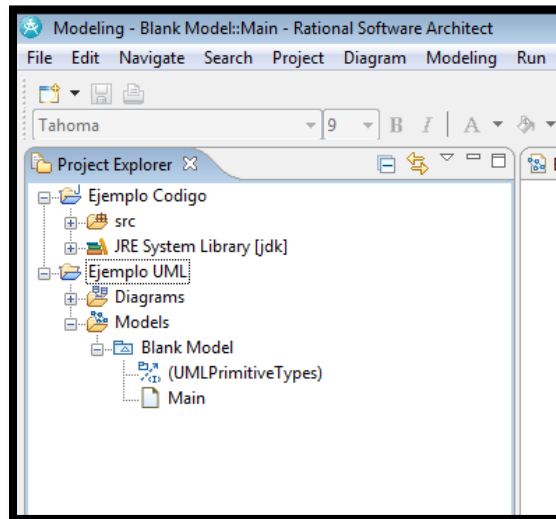 Modeling - Blank Model::Main - Rational Software Architect
File Edit Navigate Search Project Diagram Modeling Run
Tahoma 9 B I A
Project Explorer
Ejemplo Codigo
src
JRE System Library [jdk]
Ejemplo UML
Diagrams
Models
Blank Model
(UMLPrimitiveTypes)
Main